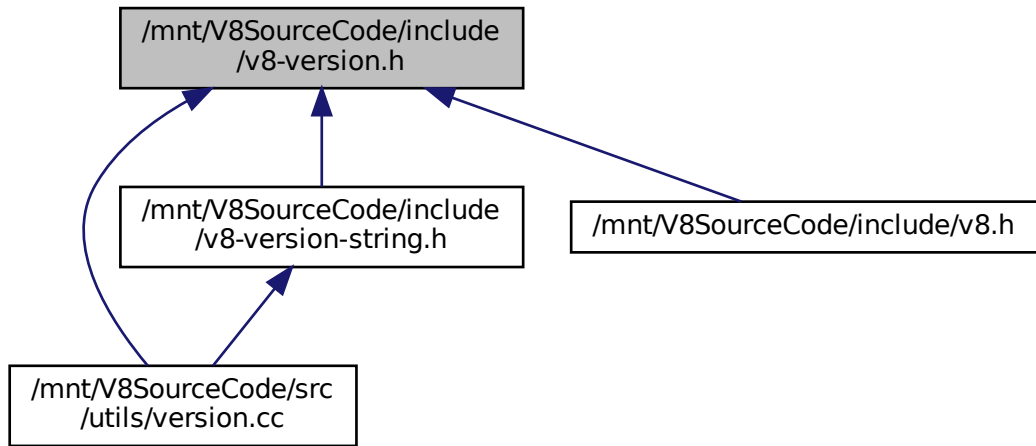 /mnt/V8SourceCode/include
/v8-version.h
/mnt/V8SourceCode/include
/v8-version-string.h
/mnt/V8SourceCode/include/v8.h
/mnt/V8SourceCode/src
/utils/version.cc